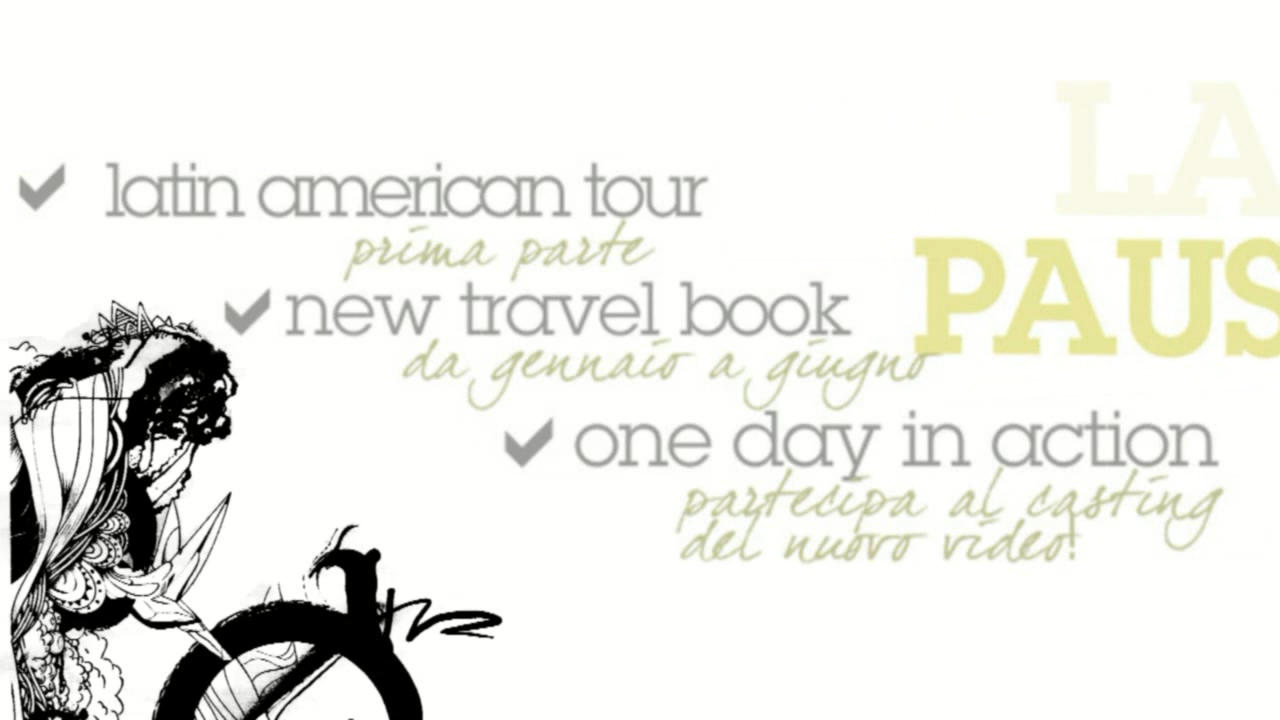 latin american tour
prima parte
new travel book
da gennaio a giugno
one day in action
partecipa al casting
del nuovo video!
LA
PAUS